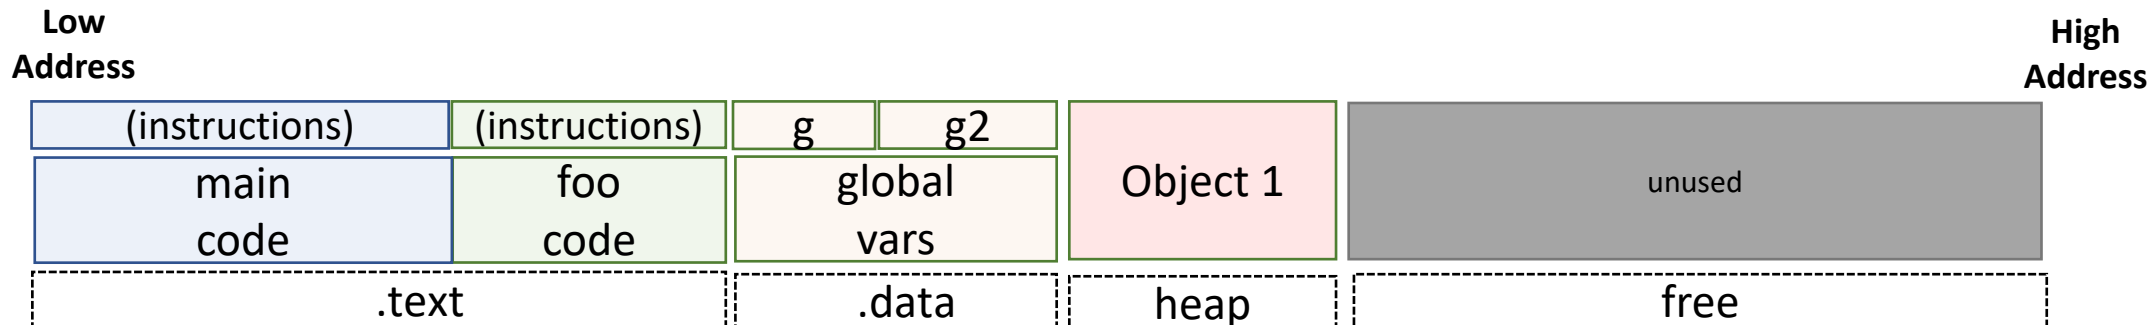 Low
Address
High
Address
(instructions) (instructions) g g2
main
code
foo
code
global
vars
Object 1
unused
.text .data heap free